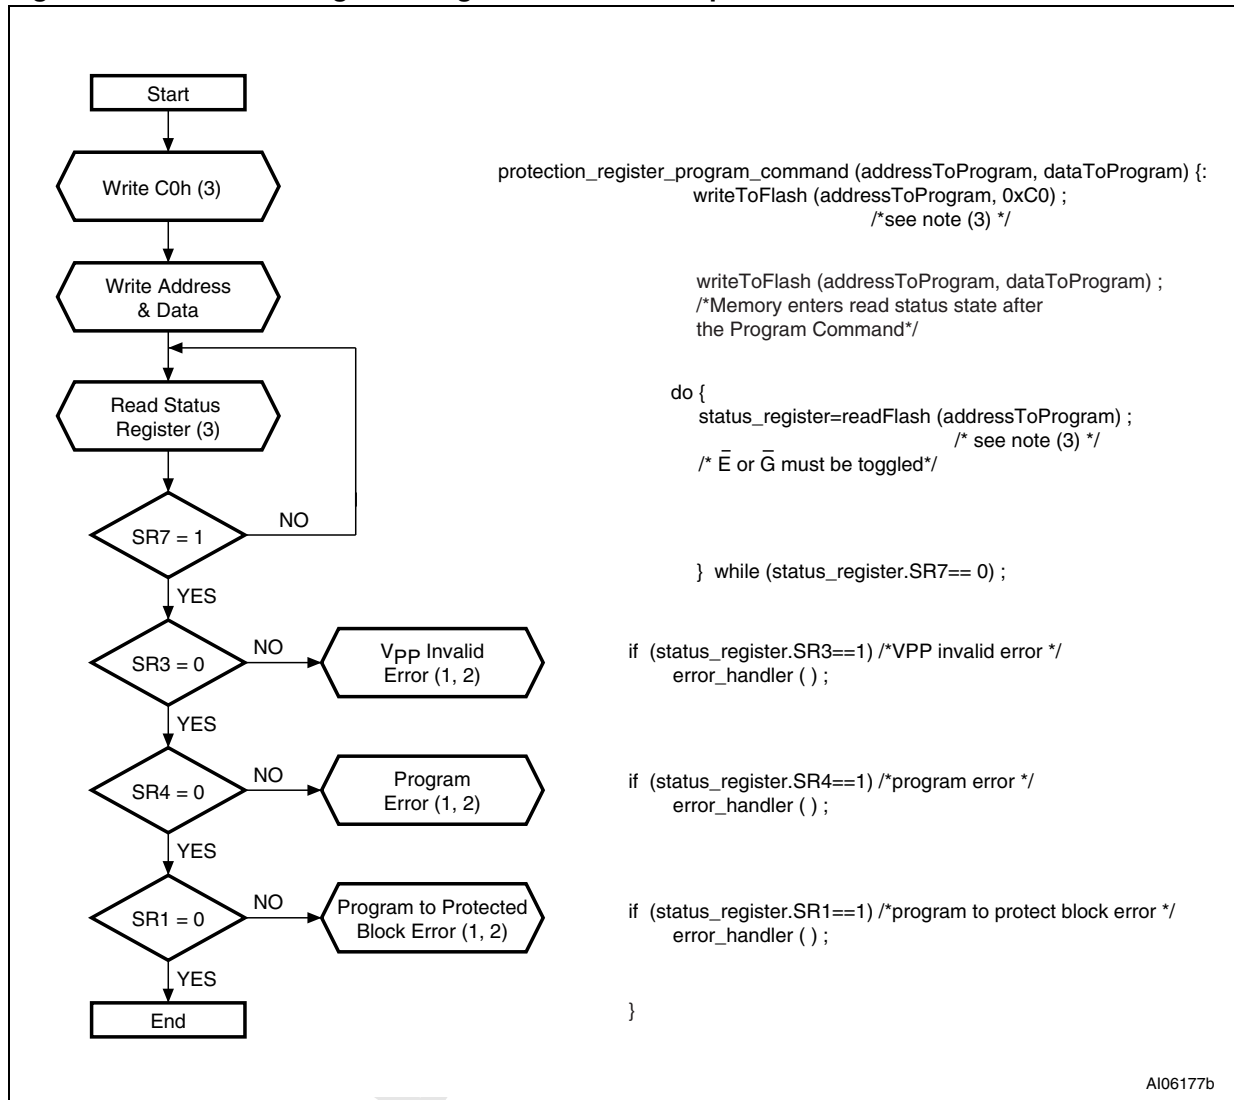 Start
Write C0h (3)
Write Address
& Data
Read Status
Register (3)
SR7 = 1
NO
YES
SR3 = 0
NO
VPP Invalid
Error (1, 2)
YES
SR4 = 0
NO
Program
Error (1, 2)
YES
SR1 = 0
NO
Program to Protected
Block Error (1, 2)
YES
End
protection_register_program_command (addressToProgram, dataToProgram) {:
writeToFlash (addressToProgram, 0xC0) ;
/*see note (3) */
writeToFlash (addressToProgram, dataToProgram) ;
/*Memory enters read status state after
the Program Command*/
do {
status_register=readFlash (addressToProgram) ;
/* see note (3) */
/* E̅ or G̅ must be toggled*/
} while (status_register.SR7== 0) ;
if (status_register.SR3==1) /*VPP invalid error */
error_handler ( ) ;
if (status_register.SR4==1) /*program error */
error_handler ( ) ;
if (status_register.SR1==1) /*program to protect block error */
error_handler ( ) ;
}
AI06177b